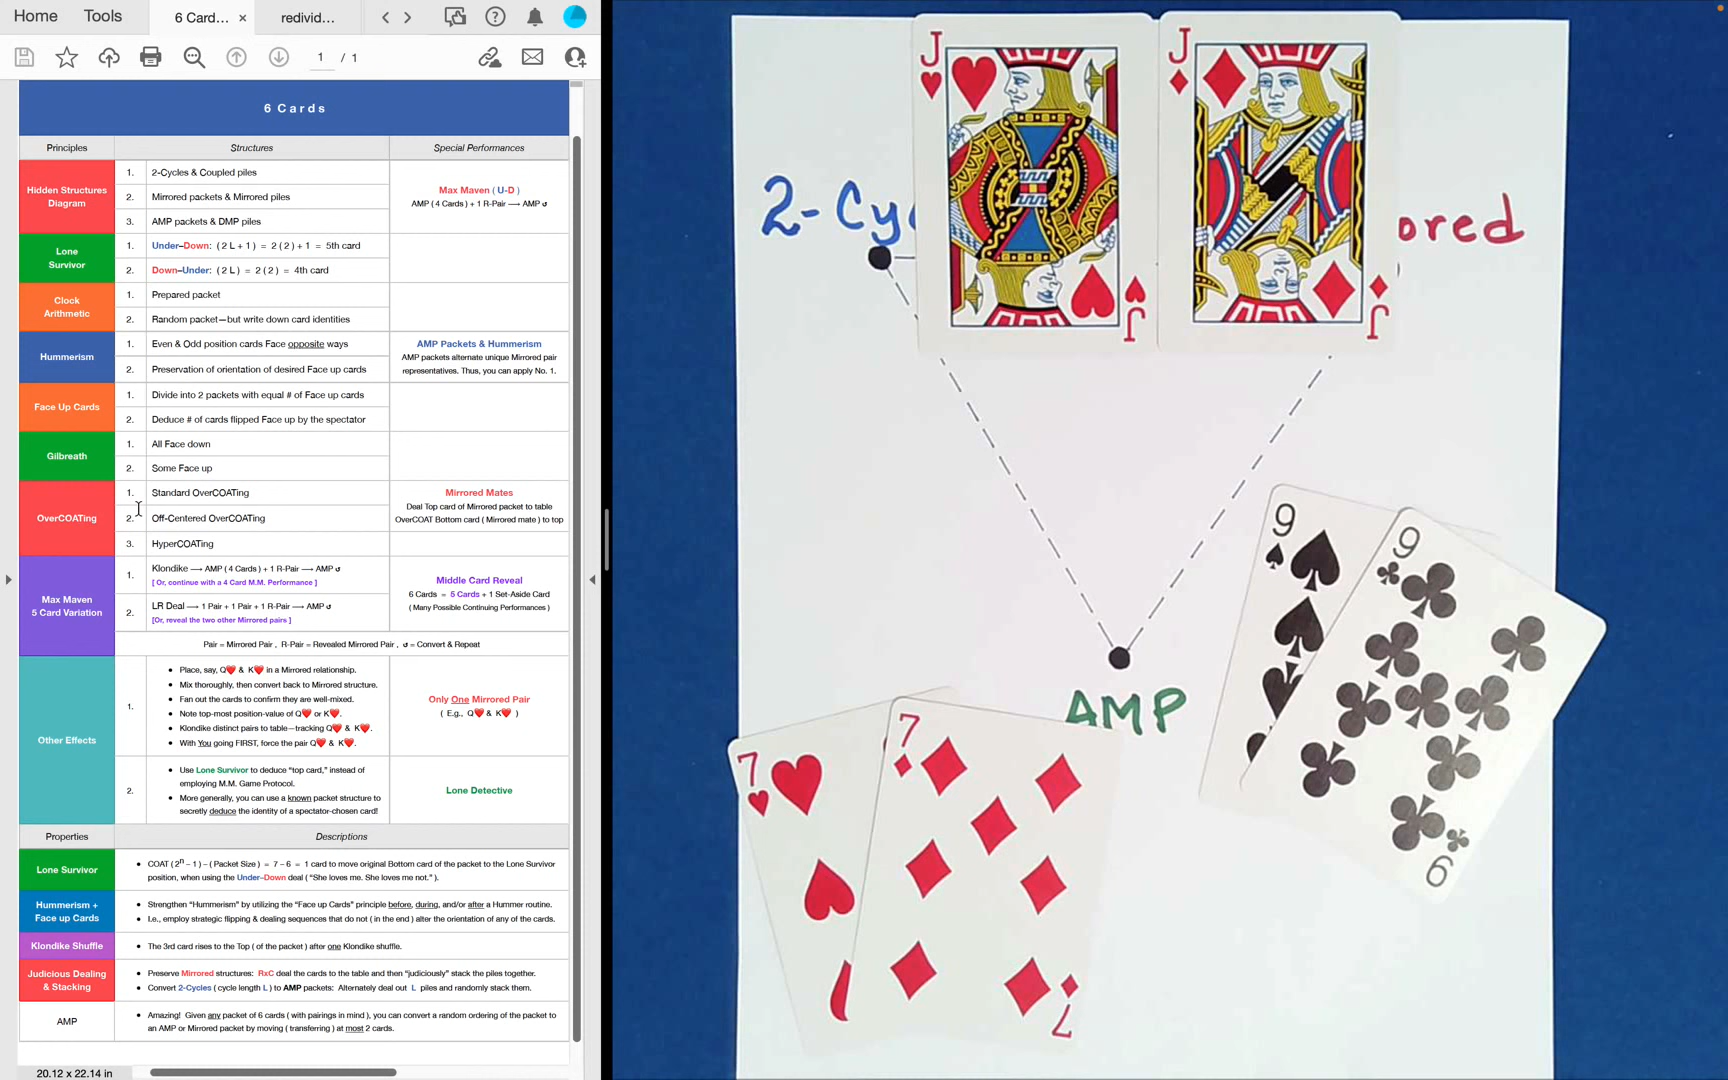 Home Tools 6 Card... × redivid...
1 / 1
6 Cards
Principles Structures Special Performances
Hidden Structures Diagram
1. 2-Cycles & Coupled piles
2. Mirrored packets & Mirrored piles
3. AMP packets & DMP piles
Max Maven ( U-D )
AMP ( 4 Cards ) + 1 R-Pair → AMP ↺
Lone Survivor
1. Under–Down: ( 2 L + 1 ) = 2 ( 2 ) + 1 = 5th card
2. Down–Under: ( 2 L ) = 2 ( 2 ) = 4th card
Clock Arithmetic
1. Prepared packet
2. Random packet—but write down card identities
Hummerism
1. Even & Odd position cards Face opposite ways
2. Preservation of orientation of desired Face up cards
AMP Packets & Hummerism
AMP packets alternate unique Mirrored pair
representatives. Thus, you can apply No. 1.
Face Up Cards
1. Divide into 2 packets with equal # of Face up cards
2. Deduce # of cards flipped Face up by the spectator
Gilbreath
1. All Face down
2. Some Face up
OverCOATing
1. Standard OverCOATing
2. Off-Centered OverCOATing
3. HyperCOATing
Mirrored Mates
Deal Top card of Mirrored packet to table
OverCOAT Bottom card ( Mirrored mate ) to top
Max Maven
5 Card Variation
1. Klondike → AMP ( 4 Cards ) + 1 R-Pair → AMP ↺
[ Or, continue with a 4 Card M.M. Performance ]
2. LR Deal → 1 Pair + 1 Pair + 1 R-Pair → AMP ↺
[Or, reveal the two other Mirrored pairs ]
Middle Card Reveal
6 Cards = 5 Cards + 1 Set-Aside Card
( Many Possible Continuing Performances )
Pair = Mirrored Pair , R-Pair = Revealed Mirrored Pair , ↺ = Convert & Repeat
Other Effects
1.
• Place, say, Q♥ & K♥ in a Mirrored relationship.
• Mix thoroughly, then convert back to Mirrored structure.
• Fan out the cards to confirm they are well-mixed.
• Note top-most position-value of Q♥ or K♥.
• Klondike distinct pairs to table—tracking Q♥ & K♥.
• With You going FIRST, force the pair Q♥ & K♥.
Only One Mirrored Pair
( E.g., Q♥ & K♥ )
2.
• Use Lone Survivor to deduce “top card,” instead of
employing M.M. Game Protocol.
• More generally, you can use a known packet structure to
secretly deduce the identity of a spectator-chosen card!
Lone Detective
Properties Descriptions
Lone Survivor
• COAT ( 2ⁿ – 1 ) – ( Packet Size ) = 7 – 6 = 1 card to move original Bottom card of the packet to the Lone Survivor
position, when using the Under–Down deal ( “She loves me. She loves me not.” ).
Hummerism +
Face up Cards
• Strengthen “Hummerism” by utilizing the “Face up Cards” principle before, during, and/or after a Hummer routine.
• I.e., employ strategic flipping & dealing sequences that do not ( in the end ) alter the orientation of any of the cards.
Klondike Shuffle
• The 3rd card rises to the Top ( of the packet ) after one Klondike shuffle.
Judicious Dealing
& Stacking
• Preserve Mirrored structures: RxC deal the cards to the table and then “judiciously” stack the piles together.
• Convert 2-Cycles ( cycle length L ) to AMP packets: Alternately deal out L piles and randomly stack them.
AMP
• Amazing! Given any packet of 6 cards ( with pairings in mind ), you can convert a random ordering of the packet to
an AMP or Mirrored packet by moving ( transferring ) at most 2 cards.
20.12 x 22.14 in
J J
2-Cy ored
J J
9 9
AMP
7 7
9
7